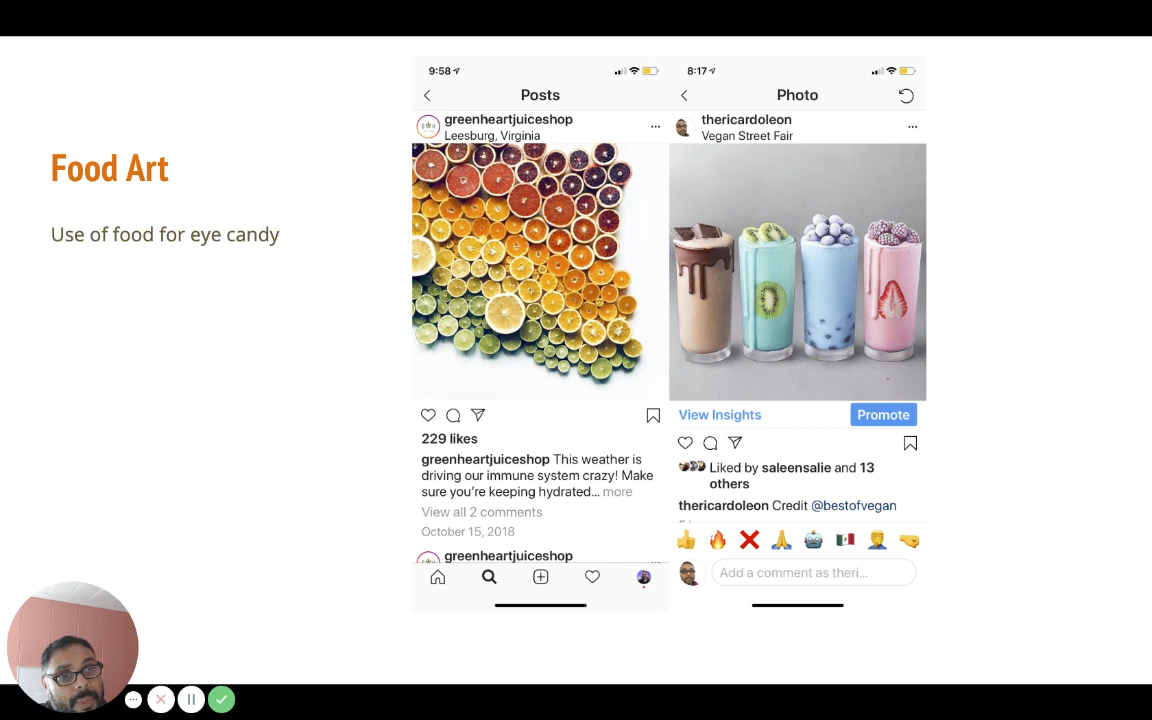 Food Art
Use of food for eye candy
9:58
Posts
greenheartjuiceshop
Leesburg, Virginia
229 likes
greenheartjuiceshop This weather is
driving our immune system crazy! Make
sure you're keeping hydrated... more
View all 2 comments
October 15, 2018
greenheartjuiceshop
8:17
Photo
thericardoleon
Vegan Street Fair
View Insights
Promote
Liked by saleensalie and 13
others
thericardoleon Credit @bestofvegan
Add a comment as theri...